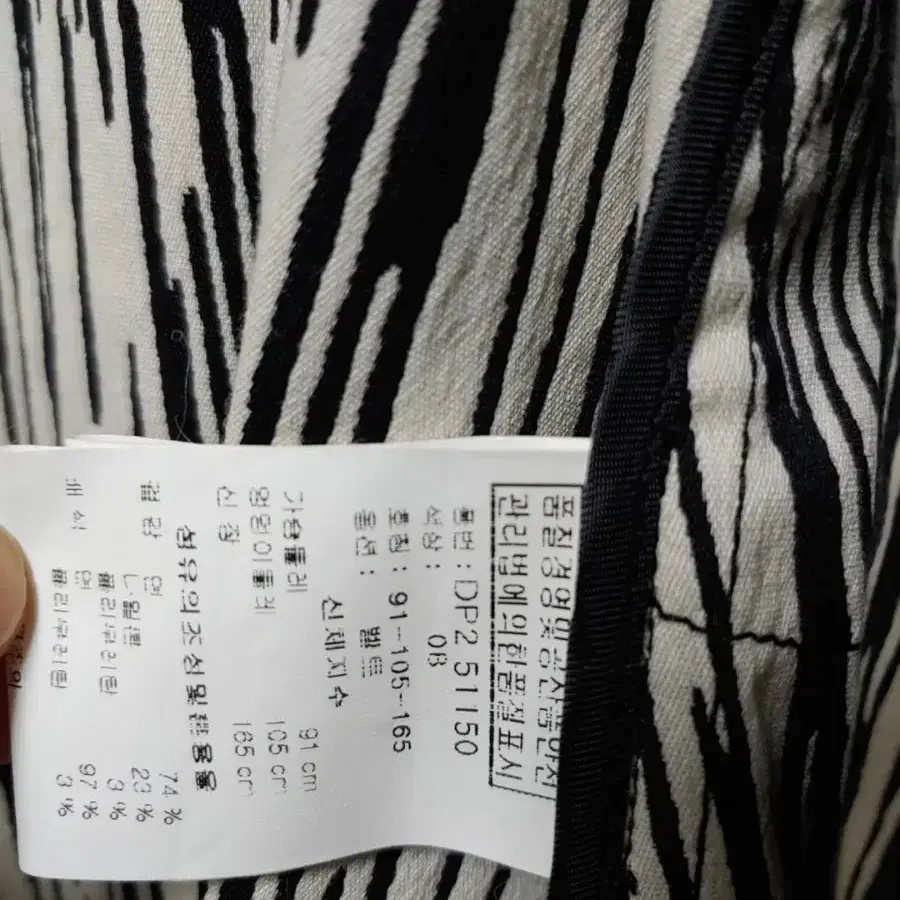 품질경영및공산품안전
관리법에의한품질표시
품번: DP251150
색상: OB
호칭: 91-105-165
옵션: 벨트
신체치수
가슴둘레 91 cm
엉덩이둘레 105 cm
신장 165 cm
섬유의조성및혼용율
겉감 면 74 %
나일론 23 %
폴리우레탄 3 %
배색 면 97 %
폴리우레탄 3 %